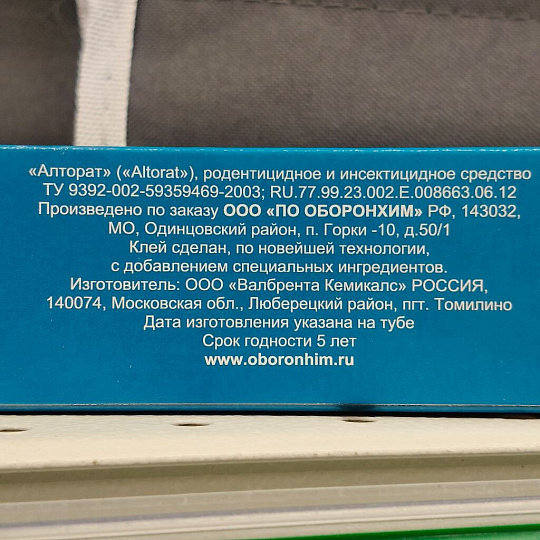 «Алторат» («Altorat»), родентицидное и инсектицидное средство
ТУ 9392-002-59359469-2003; RU.77.99.23.002.Е.008663.06.12
Произведено по заказу ООО «ПО ОБОРОНХИМ» РФ, 143032,
МО, Одинцовский район, п. Горки -10, д.50/1
Клей сделан, по новейшей технологии,
с добавлением специальных ингредиентов.
Изготовитель: ООО «Валбрента Кемикалс» РОССИЯ,
140074, Московская обл., Люберецкий район, пгт. Томилино
Дата изготовления указана на тубе
Срок годности 5 лет
www.oboronhim.ru